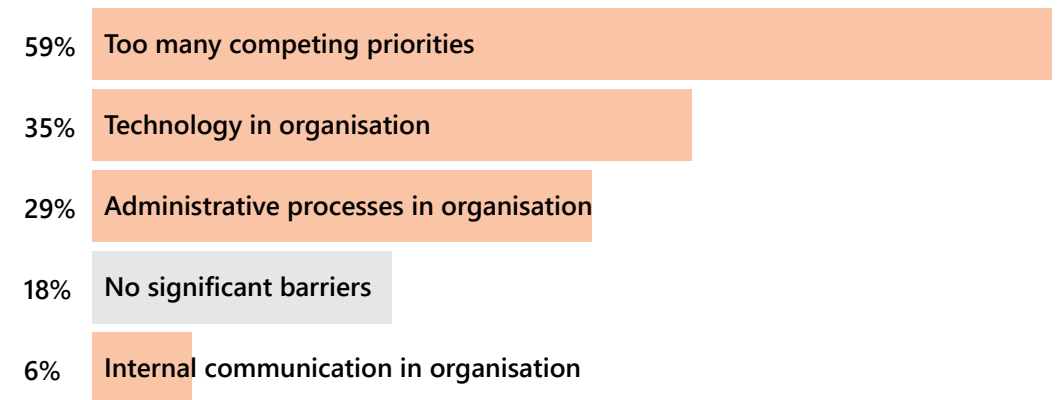 59% Too many competing priorities
35% Technology in organisation
29% Administrative processes in organisation
18% No significant barriers
6% Internal communication in organisation